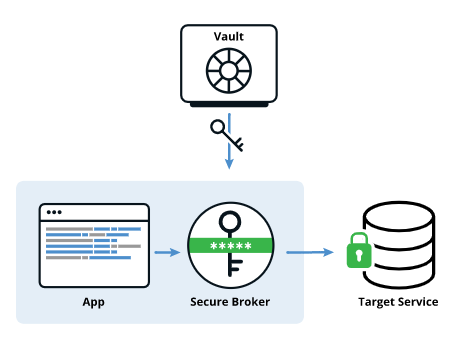 Vault
*****
App
Secure Broker
Target Service